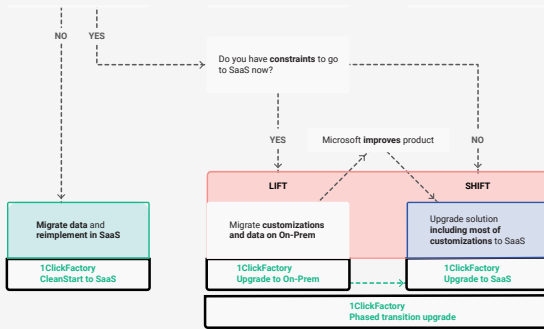 NO
YES
Do you have constraints to go
to SaaS now?
YES
Microsoft improves product
NO
LIFT
SHIFT
Migrate data and
reimplement in SaaS
Migrate customizations
and data on On-Prem
Upgrade solution
including most of
customizations to SaaS
1ClickFactory
CleanStart to SaaS
1ClickFactory
Upgrade to On-Prem
1ClickFactory
Upgrade to SaaS
1ClickFactory
Phased transition upgrade